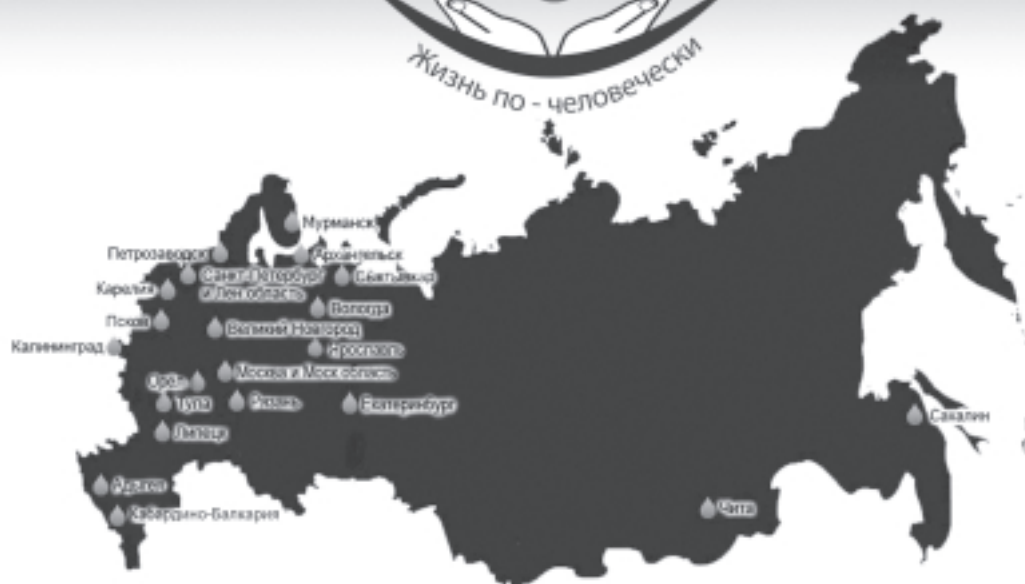 Жизнь по - человечески
Мурманск
Петрозаводск
Архангельск
Санкт-Петербург
и Лен область
Сыктывкар
Карелия
Вологда
Псков
Великий Новгород
Калининград
Ярославль
Москва и Моск область
Орёл
Тула
Рязань
Екатеринбург
Сахалин
Липецк
Адыгея
Кабардино-Балкария
Чита